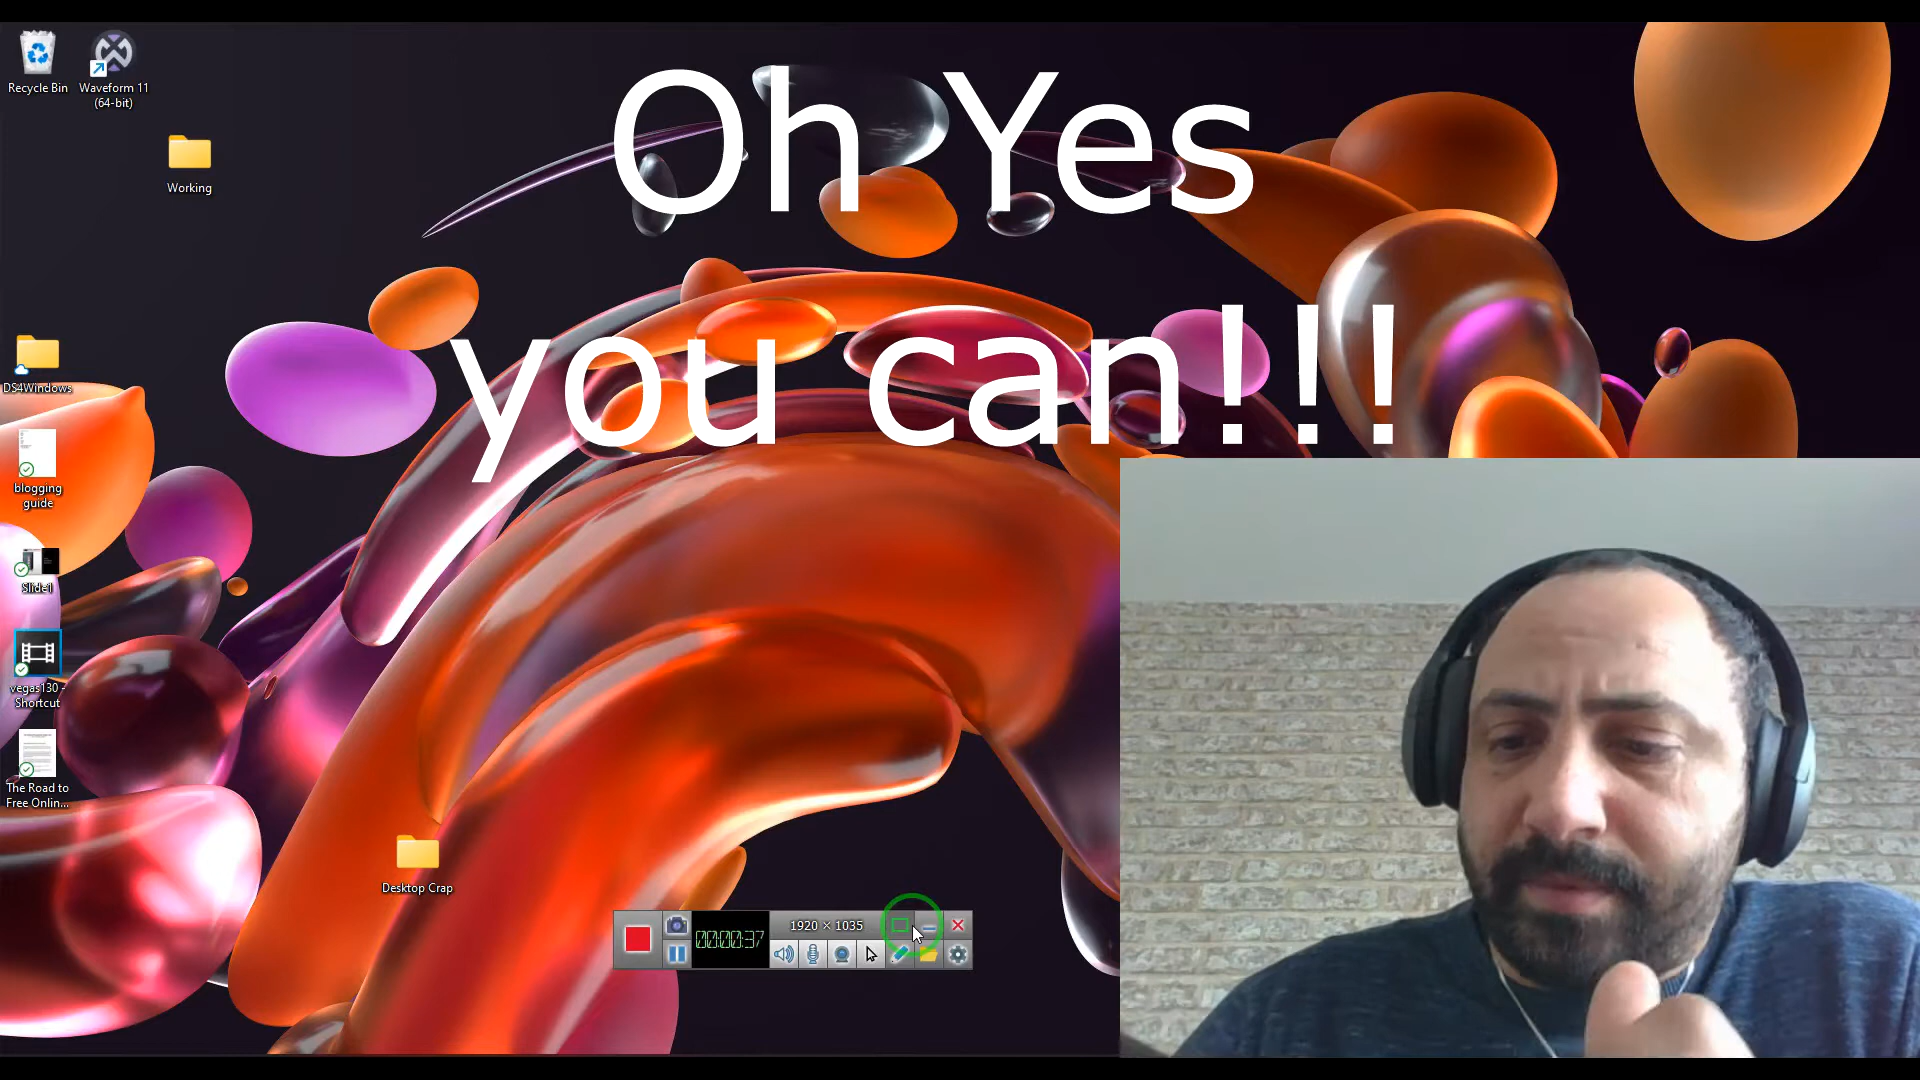 Oh Yes
you can!!!
Recycle Bin
Waveform 11
(64-bit)
Working
DS4Windows
blogging
guide
Slide1
vegas130 -
Shortcut
The Road to
Free Onlin...
Desktop Crap
00:00:37
1920 × 1035